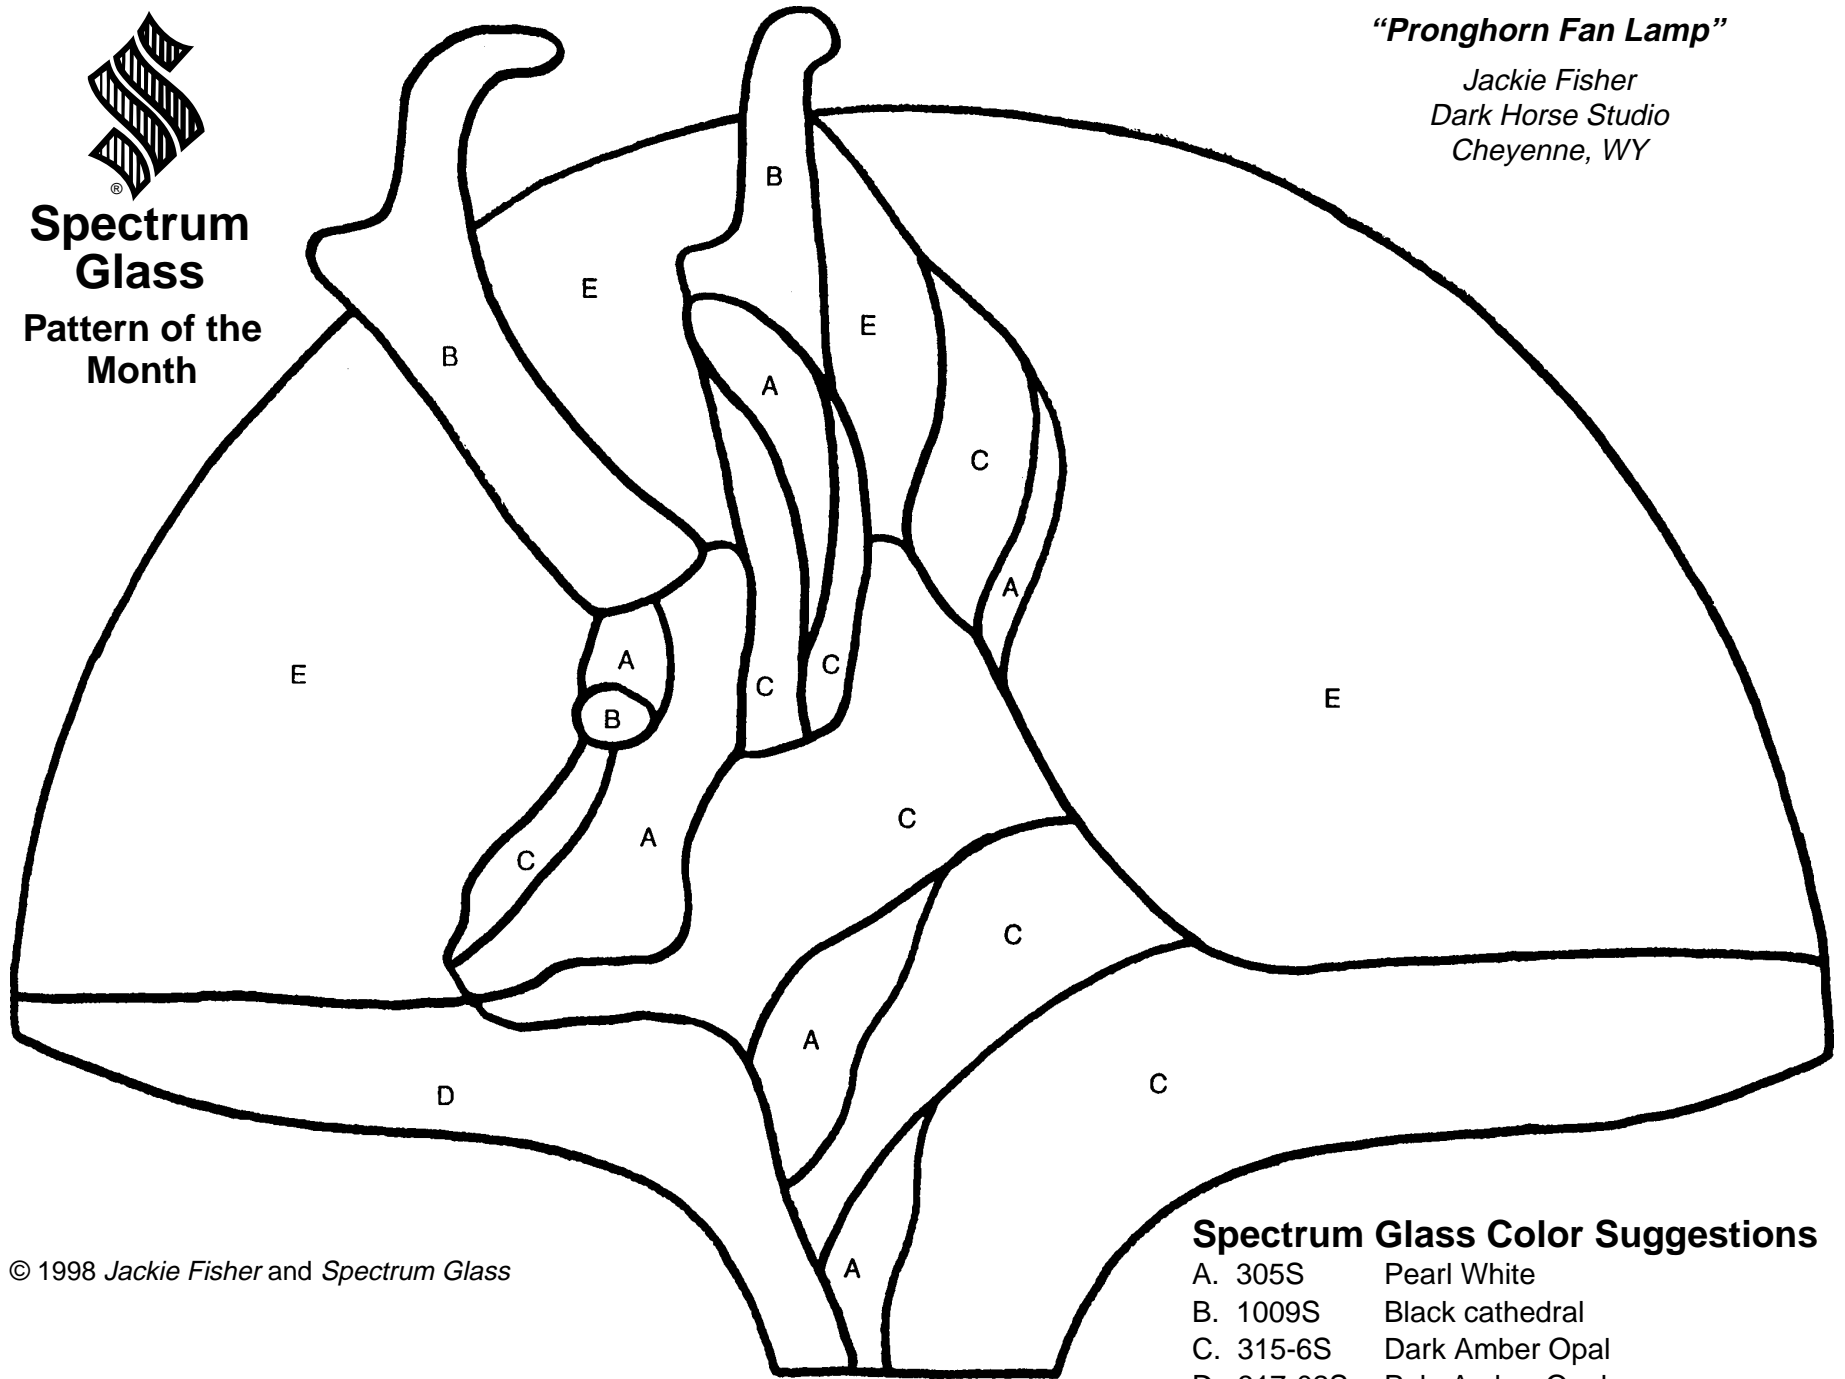 “Pronghorn Fan Lamp”
Jackie Fisher
Dark Horse Studio
Cheyenne, WY
®
Spectrum
Glass
Pattern of the
Month
B
B
E
E
B
A
C
E
A
A
C
C
B
E
E
C
A
C
C
A
C
D
A
© 1998 Jackie Fisher and Spectrum Glass
Spectrum Glass Color Suggestions
A. 305S Pearl White
B. 1009S Black cathedral
C. 315-6S Dark Amber Opal